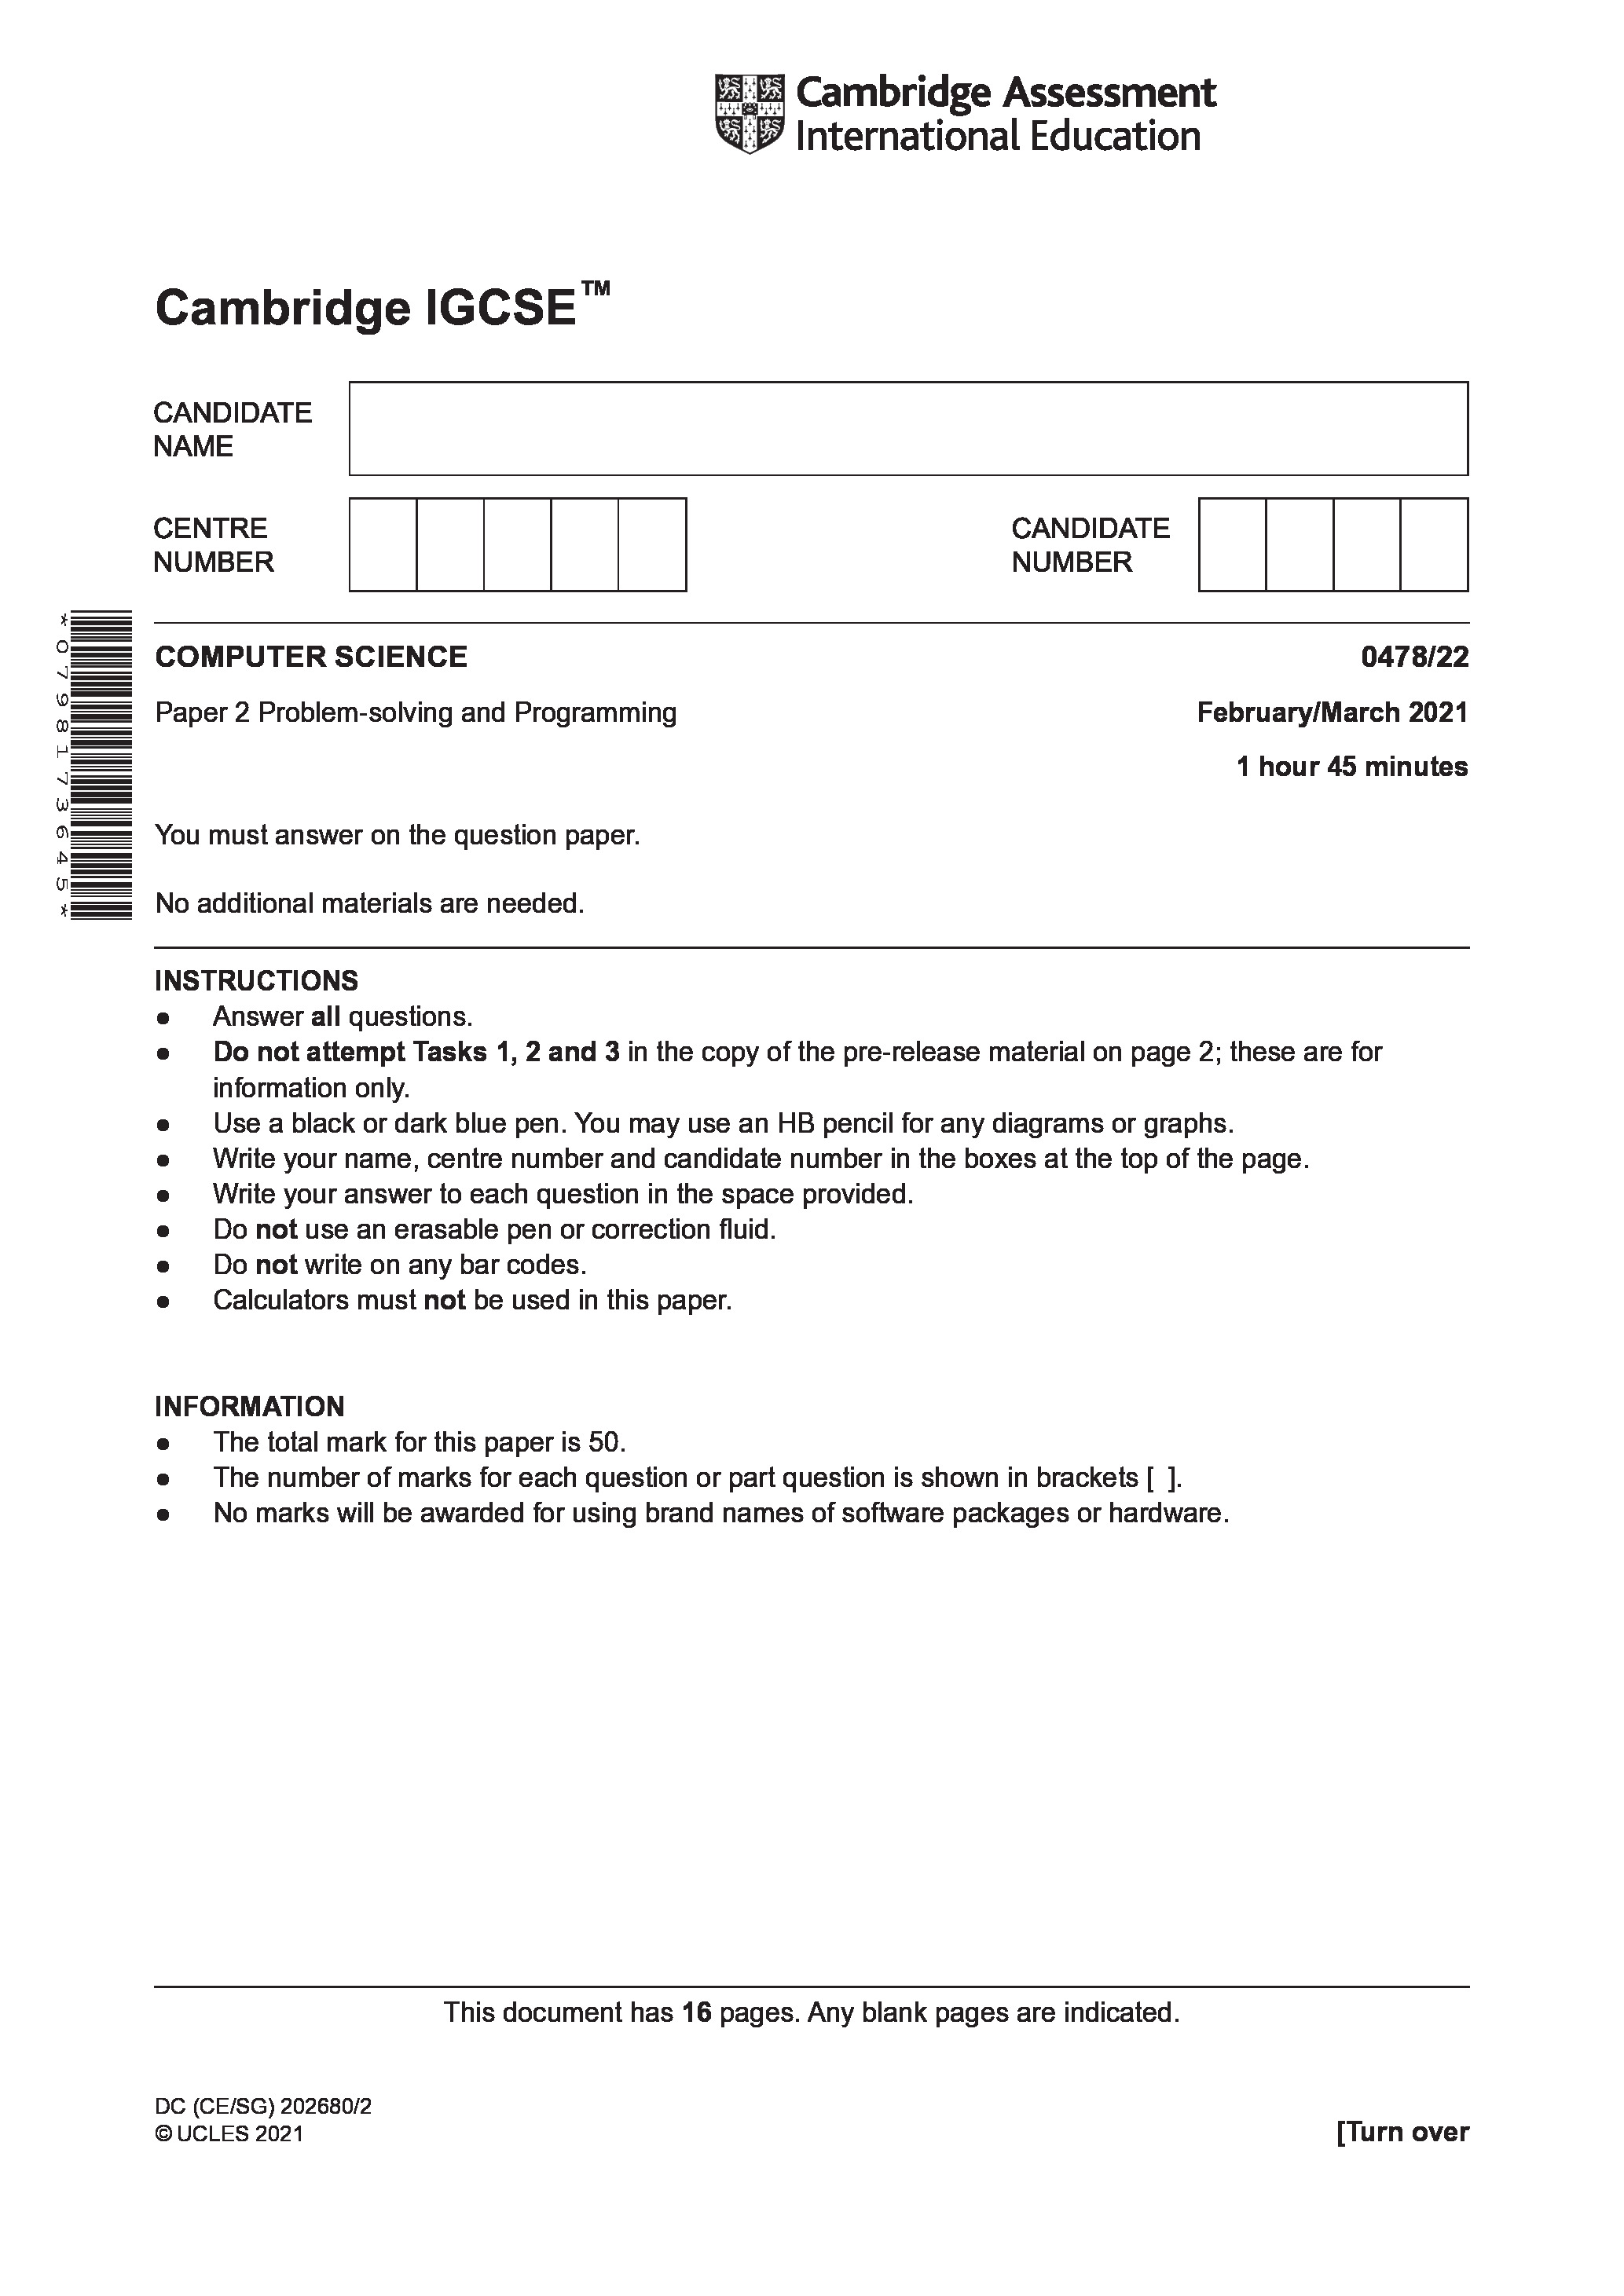 Cambridge Assessment
International Education
Cambridge IGCSE™
CANDIDATE
NAME
CENTRE
NUMBER
CANDIDATE
NUMBER
*0798173645*
COMPUTER SCIENCE 0478/22
Paper 2 Problem-solving and Programming February/March 2021
1 hour 45 minutes
You must answer on the question paper.
No additional materials are needed.
INSTRUCTIONS
● Answer all questions.
● Do not attempt Tasks 1, 2 and 3 in the copy of the pre-release material on page 2; these are for
information only.
● Use a black or dark blue pen. You may use an HB pencil for any diagrams or graphs.
● Write your name, centre number and candidate number in the boxes at the top of the page.
● Write your answer to each question in the space provided.
● Do not use an erasable pen or correction fluid.
● Do not write on any bar codes.
● Calculators must not be used in this paper.
INFORMATION
● The total mark for this paper is 50.
● The number of marks for each question or part question is shown in brackets [ ].
● No marks will be awarded for using brand names of software packages or hardware.
This document has 16 pages. Any blank pages are indicated.
DC (CE/SG) 202680/2
© UCLES 2021
[Turn over